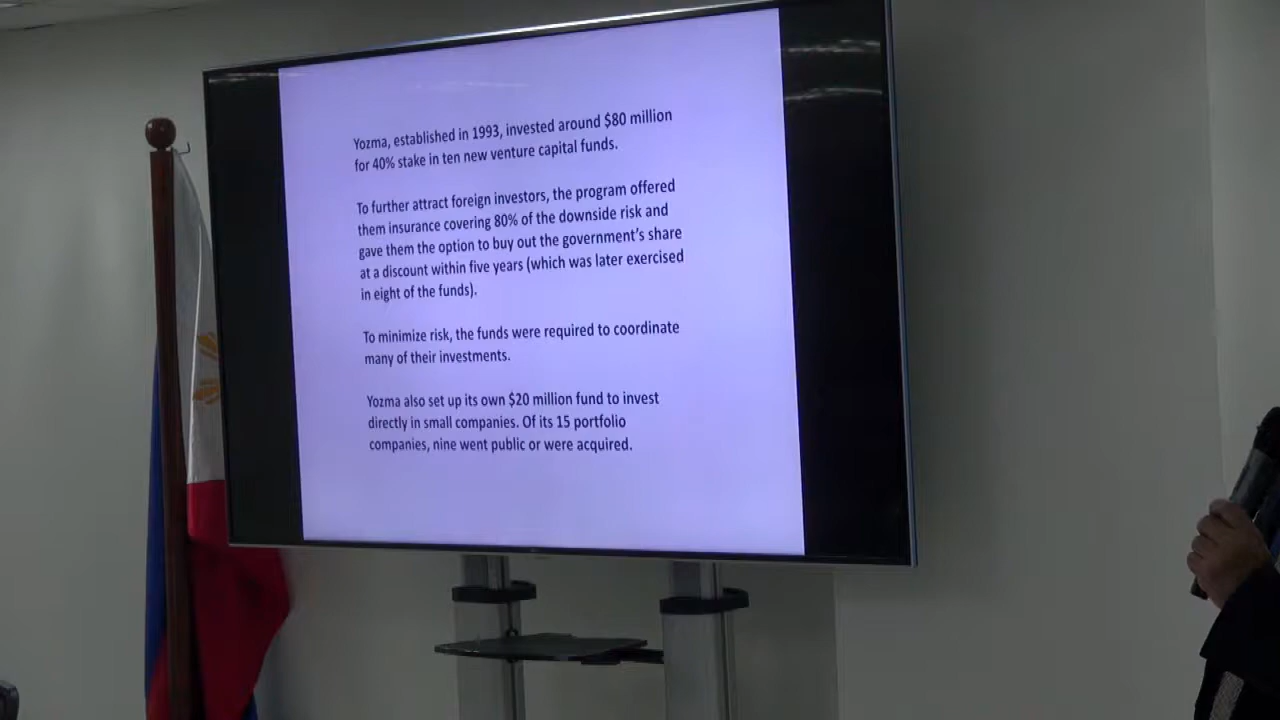 Yozma, established in 1993, invested around $80 million
for 40% stake in ten new venture capital funds.
To further attract foreign investors, the program offered
them insurance covering 80% of the downside risk and
gave them the option to buy out the government's share
at a discount within five years (which was later exercised
in eight of the funds).
To minimize risk, the funds were required to coordinate
many of their investments.
Yozma also set up its own $20 million fund to invest
directly in small companies. Of its 15 portfolio
companies, nine went public or were acquired.